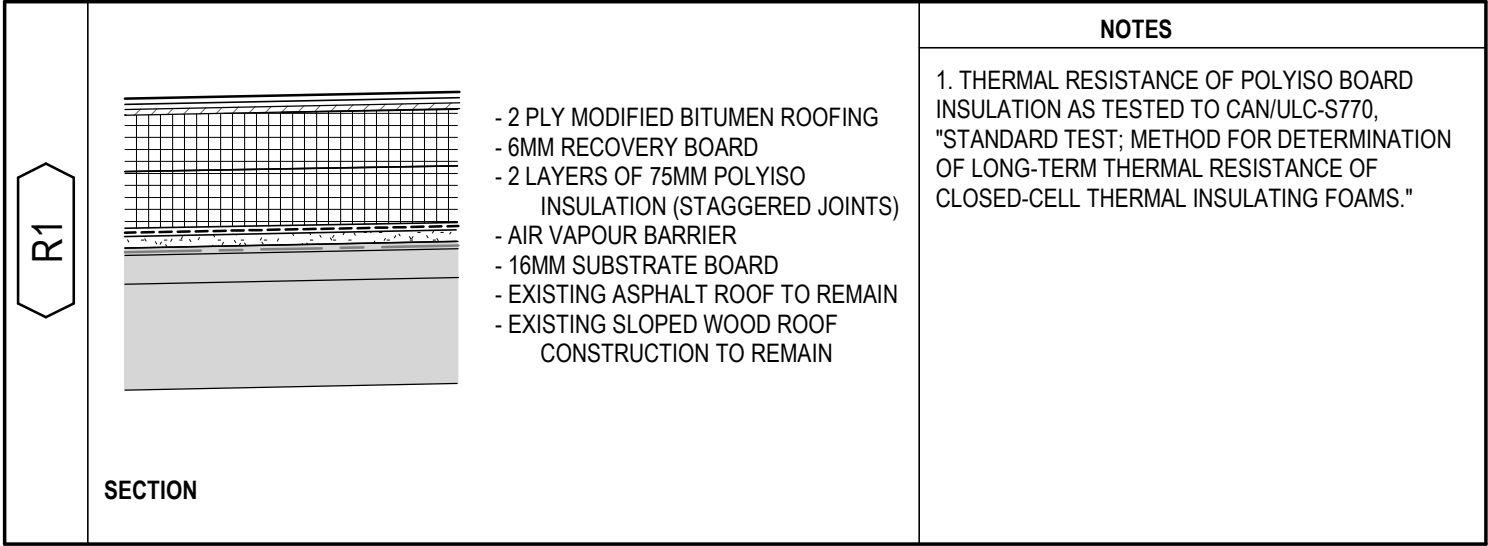 R1
- 2 PLY MODIFIED BITUMEN ROOFING
- 6MM RECOVERY BOARD
- 2 LAYERS OF 75MM POLYISO
INSULATION (STAGGERED JOINTS)
- AIR VAPOUR BARRIER
- 16MM SUBSTRATE BOARD
- EXISTING ASPHALT ROOF TO REMAIN
- EXISTING SLOPED WOOD ROOF
CONSTRUCTION TO REMAIN
SECTION
NOTES
1. THERMAL RESISTANCE OF POLYISO BOARD
INSULATION AS TESTED TO CAN/ULC-S770,
"STANDARD TEST; METHOD FOR DETERMINATION
OF LONG-TERM THERMAL RESISTANCE OF
CLOSED-CELL THERMAL INSULATING FOAMS."